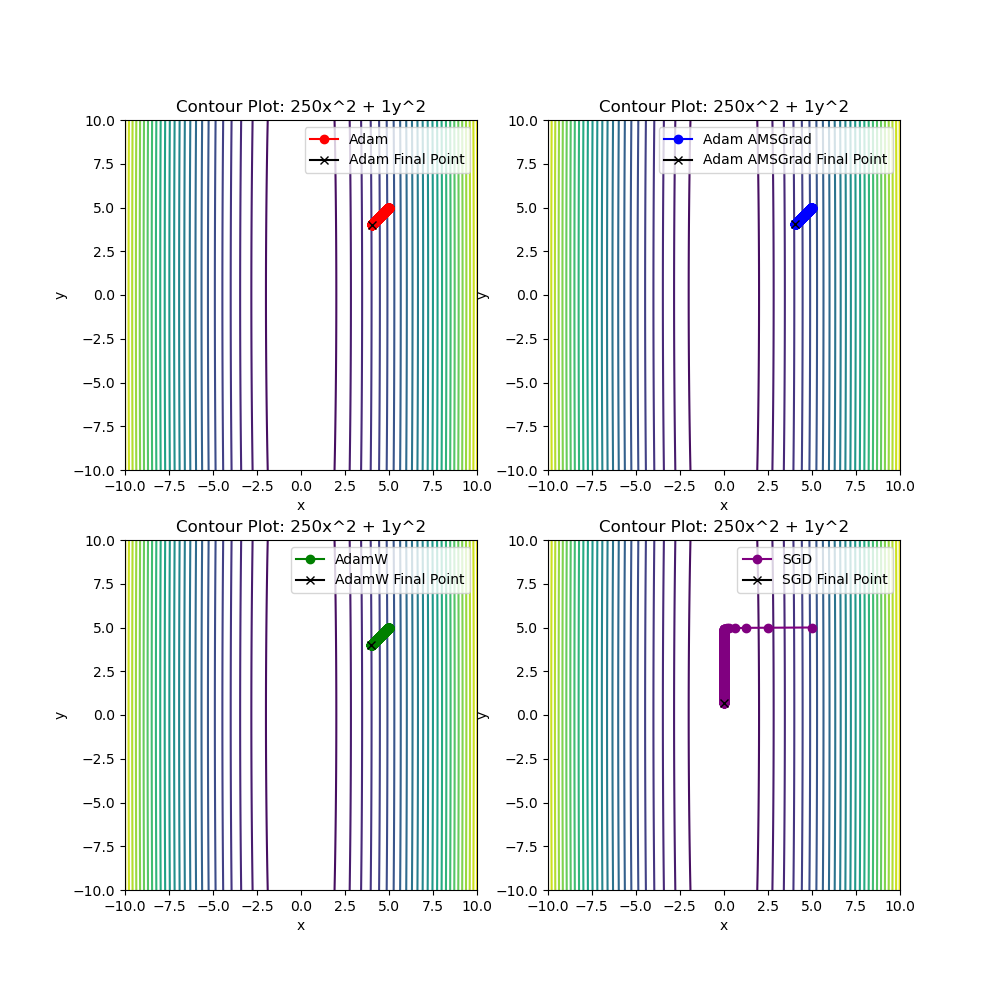 Contour Plot: 250x^2 + 1y^2
Adam
Adam Final Point
10.0
7.5
5.0
2.5
0.0
−2.5
−5.0
−7.5
−10.0
y
−10.0 −7.5 −5.0 −2.5 0.0 2.5 5.0 7.5 10.0
x
Contour Plot: 250x^2 + 1y^2
Adam AMSGrad
Adam AMSGrad Final Point
10.0
7.5
5.0
2.5
0.0
−2.5
−5.0
−7.5
−10.0
y
−10.0 −7.5 −5.0 −2.5 0.0 2.5 5.0 7.5 10.0
x
Contour Plot: 250x^2 + 1y^2
AdamW
AdamW Final Point
10.0
7.5
5.0
2.5
0.0
−2.5
−5.0
−7.5
−10.0
y
−10.0 −7.5 −5.0 −2.5 0.0 2.5 5.0 7.5 10.0
x
Contour Plot: 250x^2 + 1y^2
SGD
SGD Final Point
10.0
7.5
5.0
2.5
0.0
−2.5
−5.0
−7.5
−10.0
y
−10.0 −7.5 −5.0 −2.5 0.0 2.5 5.0 7.5 10.0
x